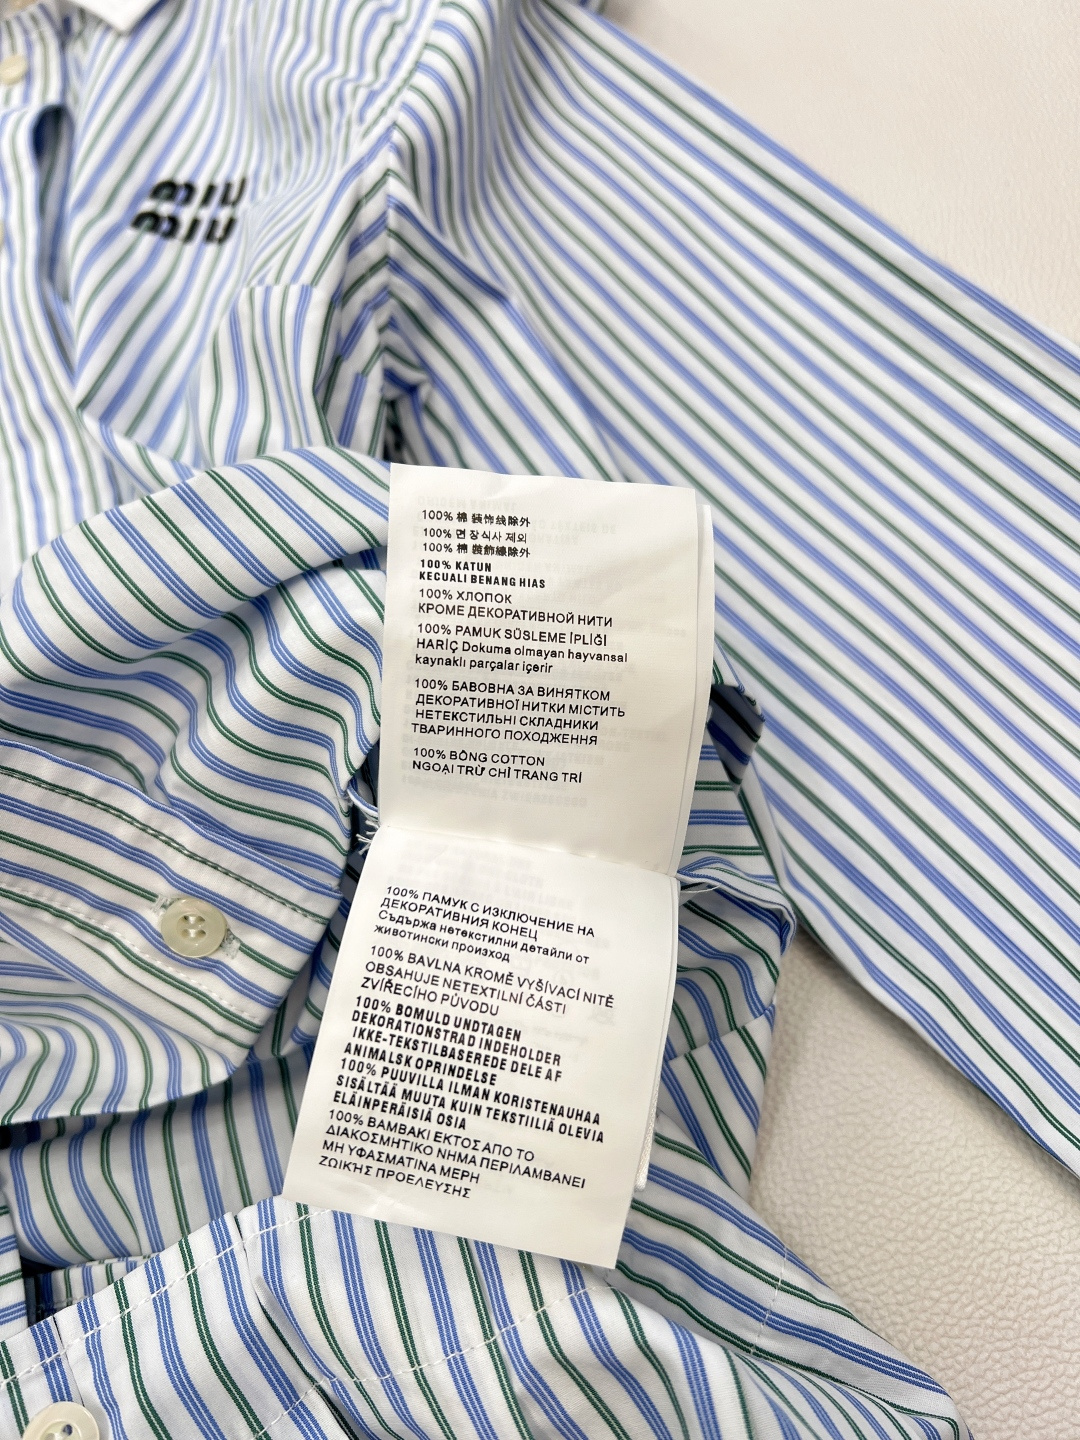 miu
miu
100% 棉 装饰线除外
100% 면 장식사 제외
100% 棉 裝飾線除外
100% KATUN
KECUALI BENANG HIAS
100% ХЛОПОК
КРОМЕ ДЕКОРАТИВНОЙ НИТИ
100% PAMUK SÜSLEME İPLİĞİ
HARİÇ Dokuma olmayan hayvansal
kaynaklı parçalar içerir
100% БАВОВНА ЗА ВИНЯТКОМ
ДЕКОРАТИВНОЇ НИТКИ МІСТИТЬ
НЕТЕКСТИЛЬНІ СКЛАДНИКИ
ТВАРИННОГО ПОХОДЖЕННЯ
100% BÔNG COTTON
NGOẠI TRỪ CHỈ TRANG TRÍ
100% ПАМУК С ИЗКЛЮЧЕНИЕ НА
ДЕКОРАТИВНИЯ КОНЕЦ
Съдържа нетекстилни детайли от
животински произход
100% BAVLNA KROMĚ VYŠÍVACÍ NITĚ
OBSAHUJE NETEXTILNÍ ČÁSTI
ZVÍŘECÍHO PŮVODU
100% BOMULD UNDTAGEN
DEKORATIONSTRAD INDEHOLDER
IKKE-TEKSTILBASEREDE DELE AF
ANIMALSK OPRINDELSE
100% PUUVILLA ILMAN KORISTENAUHAA
SISÄLTÄÄ MUUTA KUIN TEKSTIILIÄ OLEVIA
ELÄINPERÄISIÄ OSIA
100% ΒΑΜΒΑΚΙ ΕΚΤΟΣ ΑΠΟ ΤΟ
ΔΙΑΚΟΣΜΗΤΙΚΟ ΝΗΜΑ ΠΕΡΙΛΑΜΒΑΝΕΙ
ΜΗ ΥΦΑΣΜΑΤΙΝΑ ΜΕΡΗ
ΖΩΙΚΉΣ ΠΡΟΕΛΕΥΣΗΣ